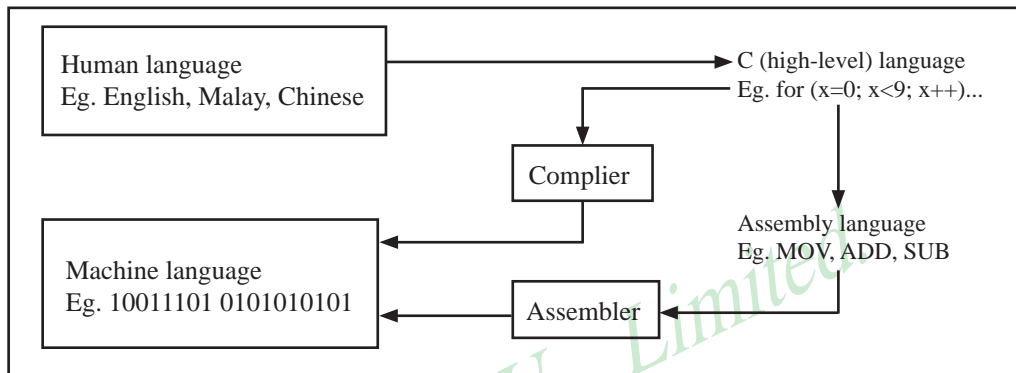 Human language
Eg. English, Malay, Chinese
C (high-level) language
Eg. for (x=0; x<9; x++)...
Complier
Assembly language
Eg. MOV, ADD, SUB
Machine language
Eg. 10011101 0101010101
Assembler
Limited.